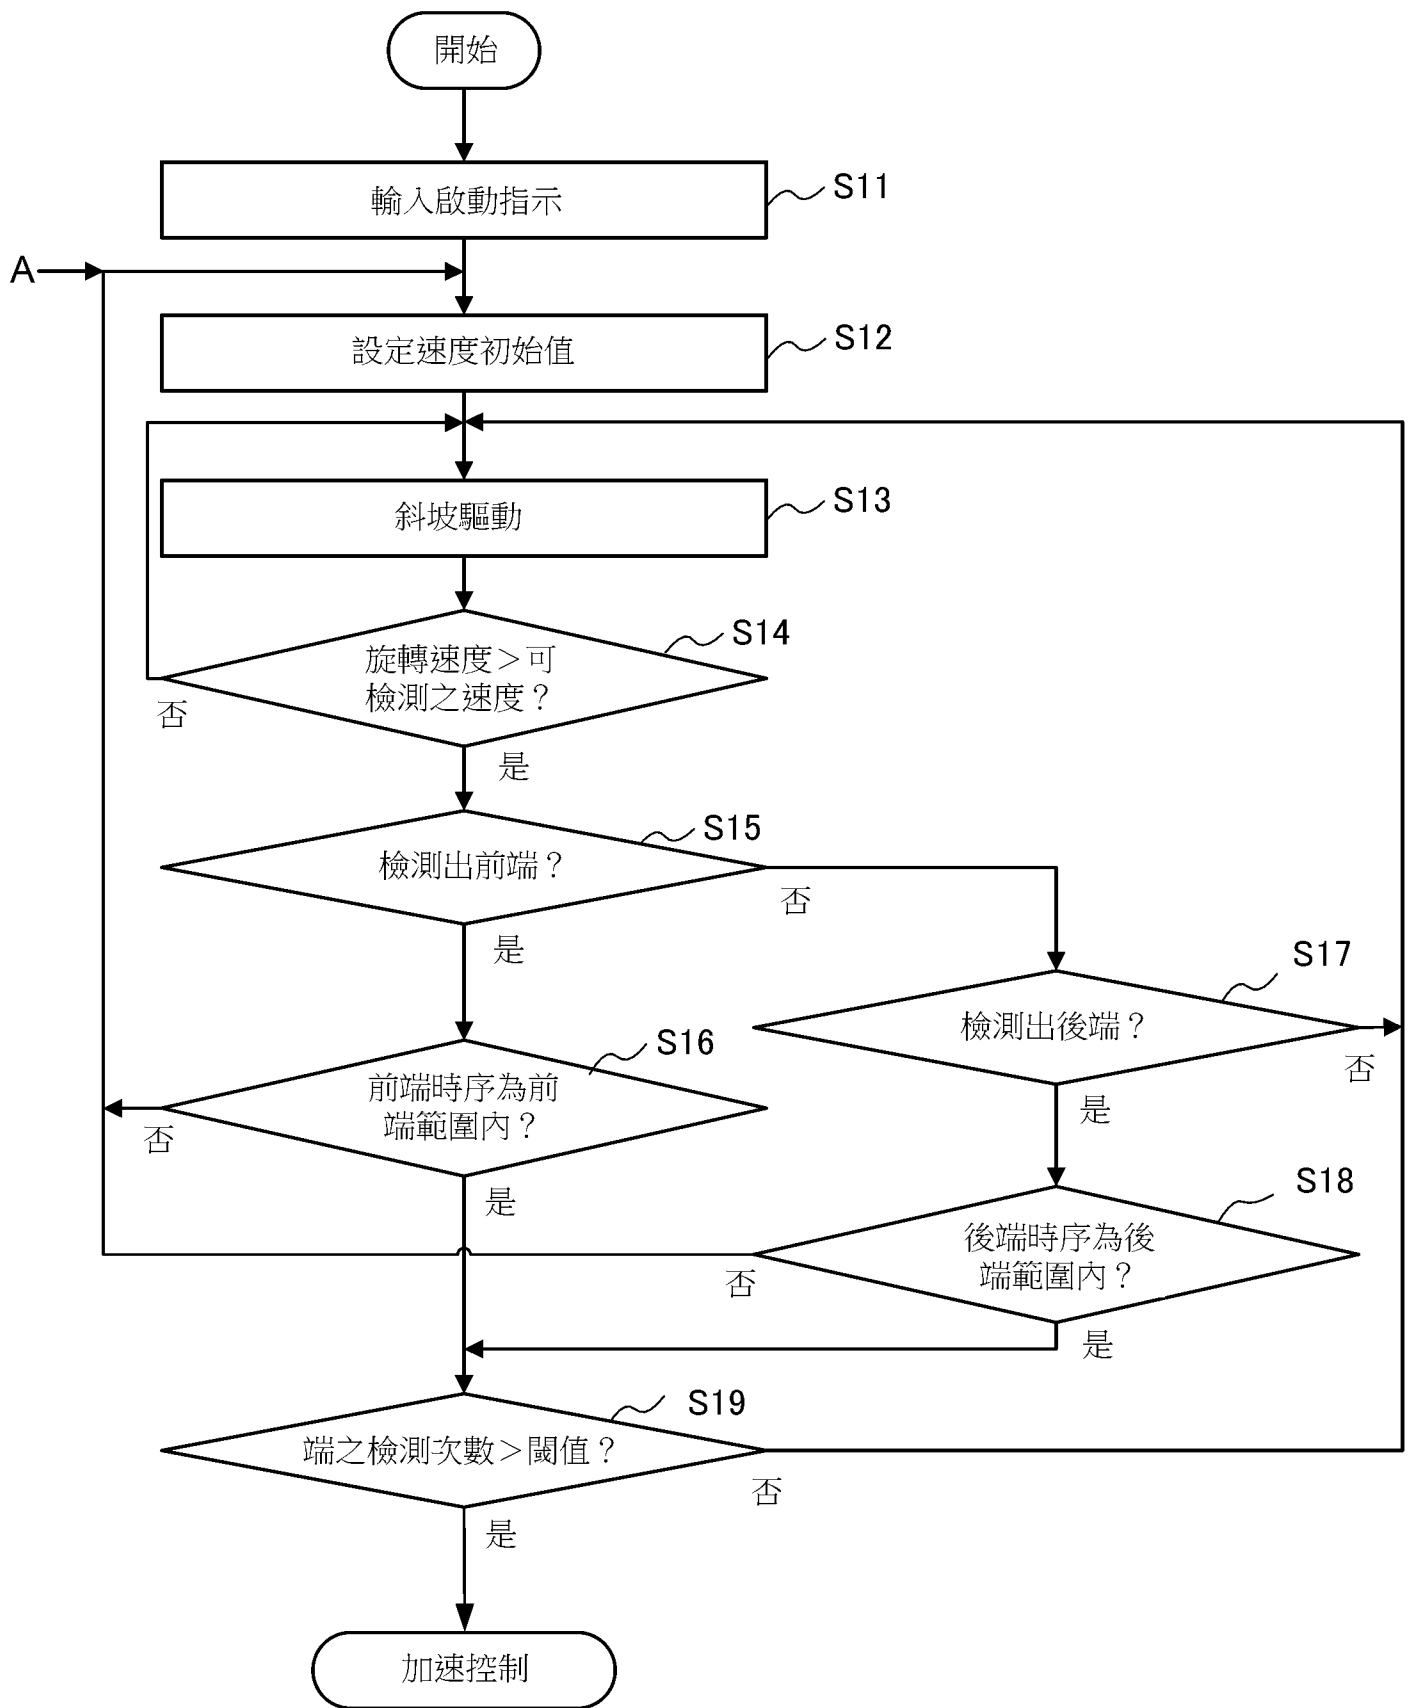 開始
輸入啟動指示
S11
A
設定速度初始值
S12
斜坡驅動
S13
S14
旋轉速度＞可
檢測之速度？
否
是
S15
檢測出前端？
否
是
S17
檢測出後端？
否
是
S16
前端時序為前
端範圍內？
否
是
S18
後端時序為後
端範圍內？
否
是
S19
端之檢測次數＞閾值？
否
是
加速控制